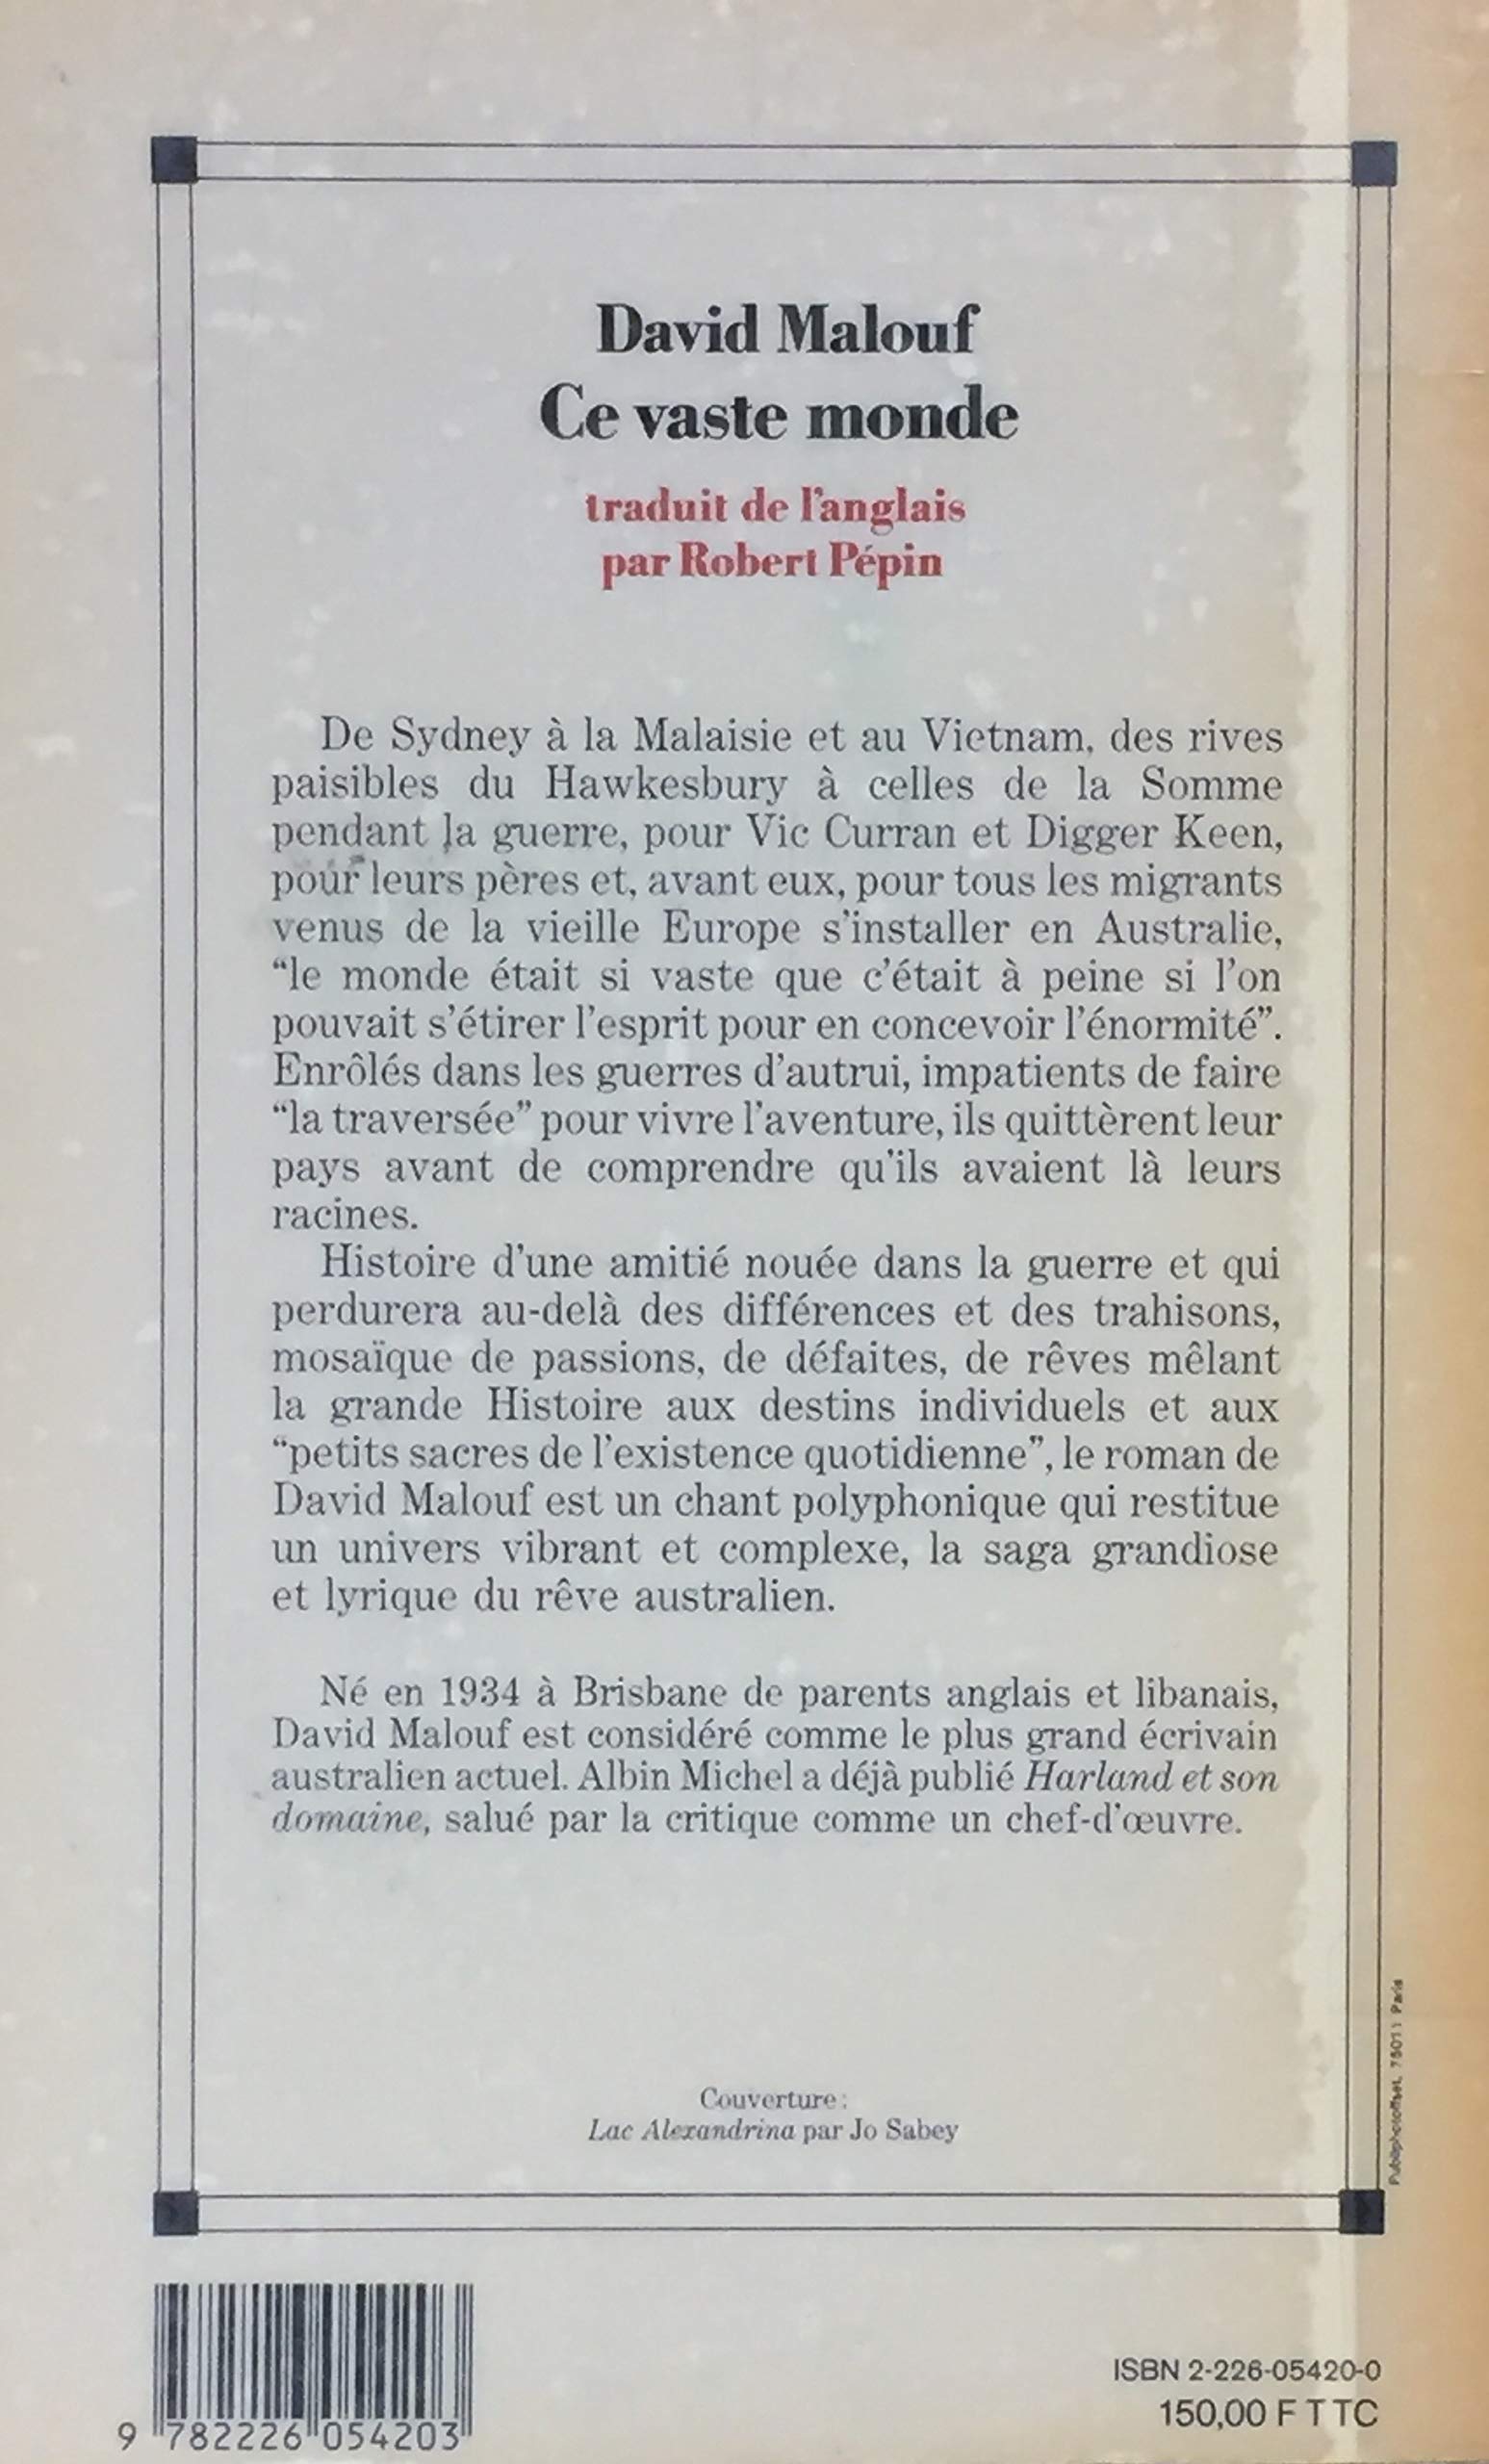 David Malouf
Ce vaste monde
traduit de l'anglais
par Robert Pépin
De Sydney à la Malaisie et au Vietnam, des rives
paisibles du Hawkesbury à celles de la Somme
pendant la guerre, pour Vic Curran et Digger Keen,
pour leurs pères et, avant eux, pour tous les migrants
venus de la vieille Europe s'installer en Australie,
“le monde était si vaste que c'était à peine si l'on
pouvait s'étirer l'esprit pour en concevoir l'énormité”.
Enrôlés dans les guerres d'autrui, impatients de faire
“la traversée” pour vivre l'aventure, ils quittèrent leur
pays avant de comprendre qu'ils avaient là leurs
racines.
Histoire d'une amitié nouée dans la guerre et qui
perdurera au-delà des différences et des trahisons,
mosaïque de passions, de défaites, de rêves mêlant
la grande Histoire aux destins individuels et aux
“petits sacres de l'existence quotidienne”, le roman de
David Malouf est un chant polyphonique qui restitue
un univers vibrant et complexe, la saga grandiose
et lyrique du rêve australien.
Né en 1934 à Brisbane de parents anglais et libanais,
David Malouf est considéré comme le plus grand écrivain
australien actuel. Albin Michel a déjà publié Harland et son
domaine, salué par la critique comme un chef-d'œuvre.
Couverture :
Lac Alexandrina par Jo Sabey
Publiphotoffset, 75011 Paris
ISBN 2-226-05420-0
150,00 F TTC
9 782226 054203